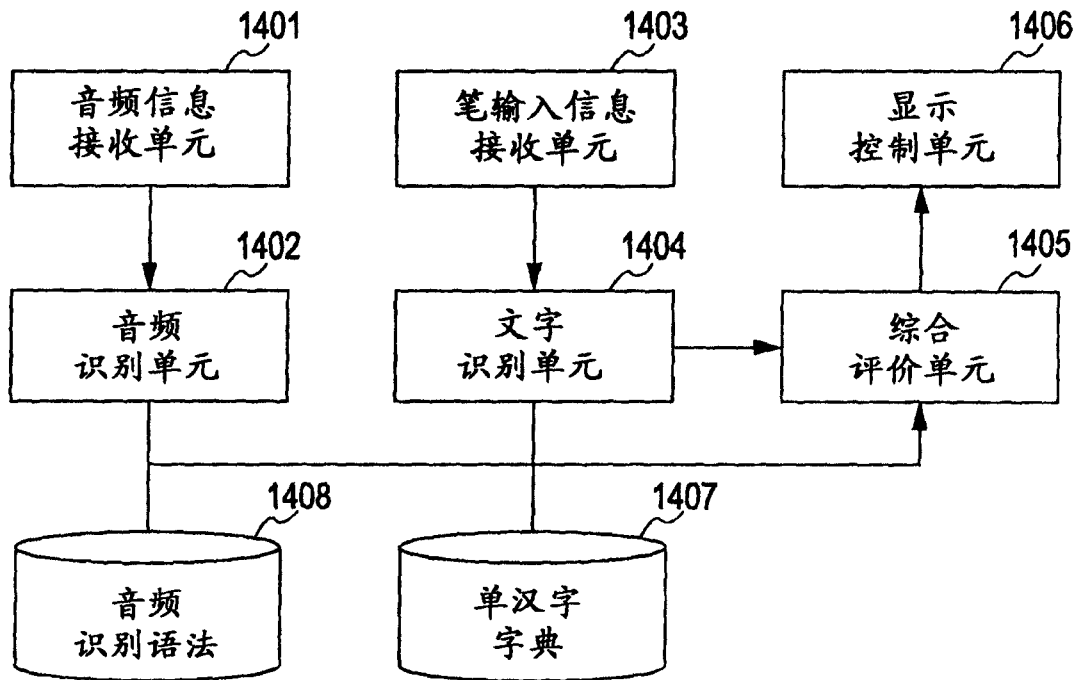 1401
1403
1406
音频信息
接收单元
笔输入信息
接收单元
显示
控制单元
1402
1404
1405
音频
识别单元
文字
识别单元
综合
评价单元
1408
1407
音频
识别语法
单汉字
字典